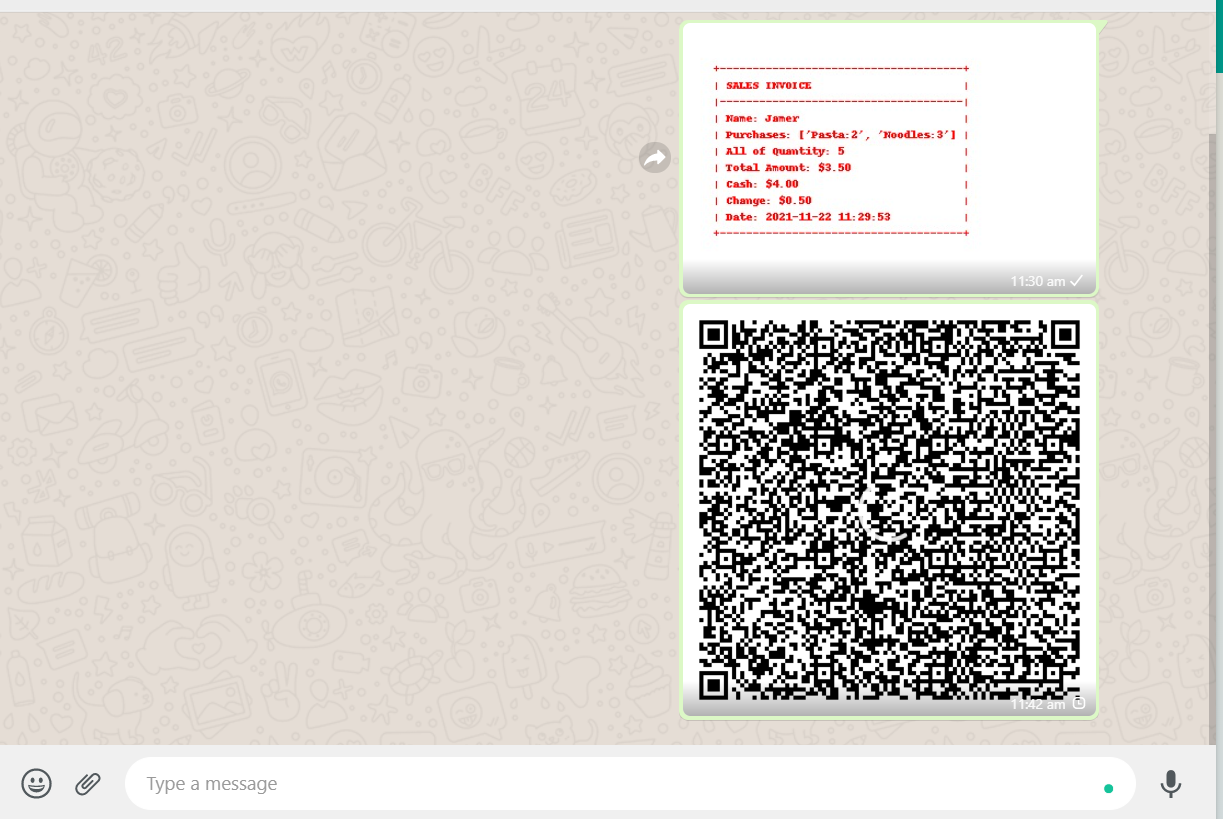 +-------------------------------------+
| SALES INVOICE |
|-------------------------------------|
| Name: Jamer |
| Purchases: ['Pasta:2', 'Noodles:3'] |
| All of Quantity: 5 |
| Total Amount: $3.50 |
| Cash: $4.00 |
| Change: $0.50 |
| Date: 2021-11-22 11:29:53 |
+-------------------------------------+
11:30 am
11:42 am
Type a message